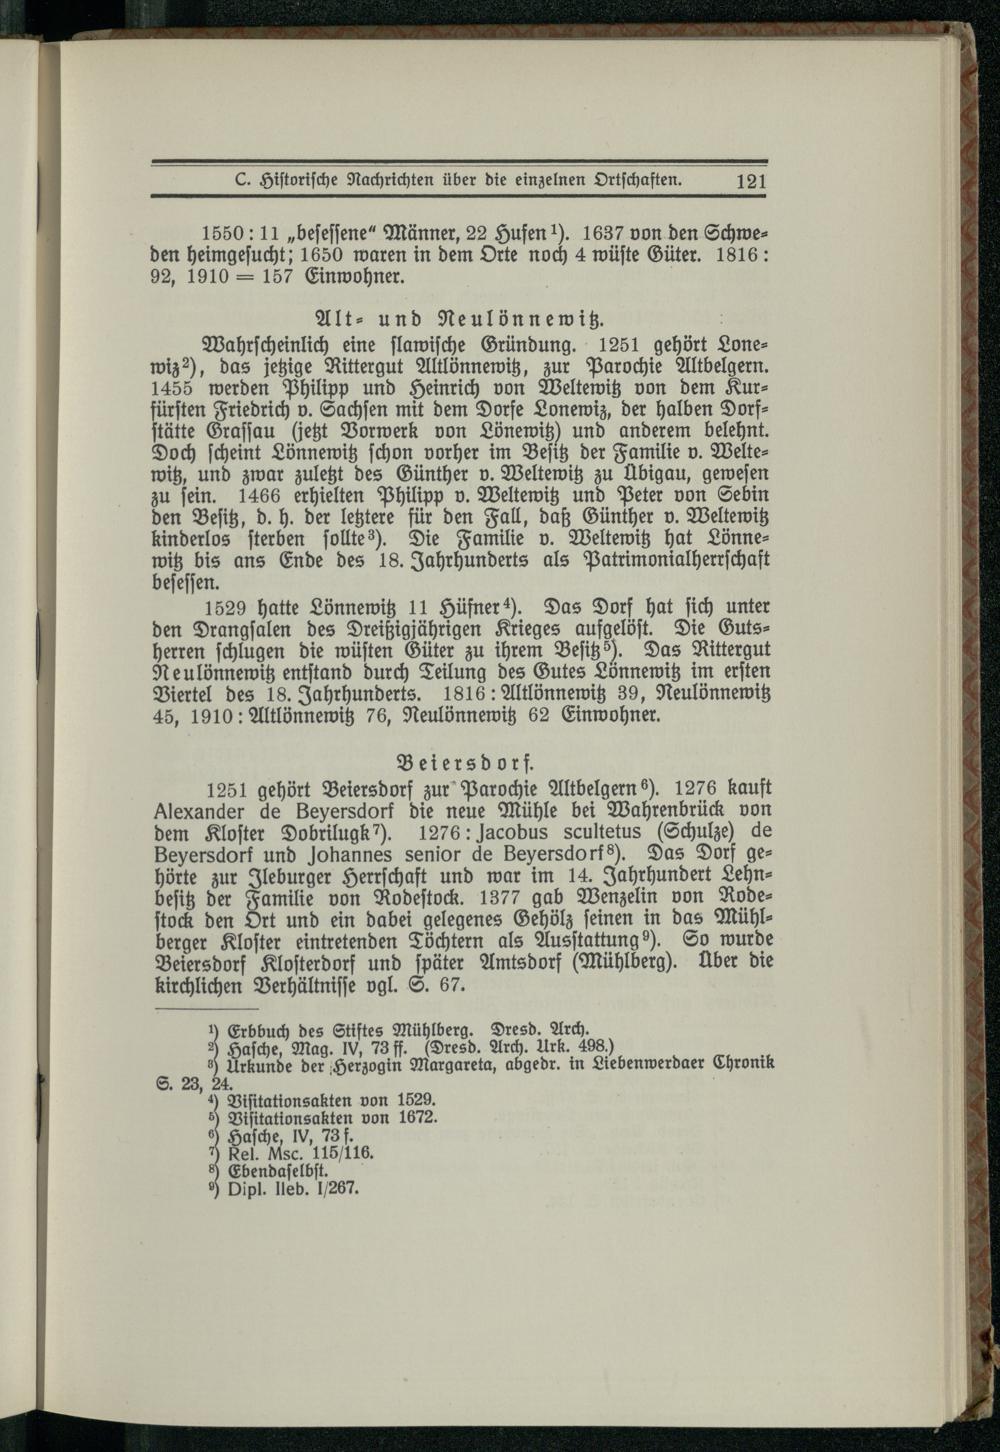 C. Historische Nachrichten über die einzelnen Ortschaften. 121
1550: 11 „besessene“ Männer, 22 Hufen¹). 1637 von den Schwe-
den heimgesucht; 1650 waren in dem Orte noch 4 wüste Güter. 1816:
92, 1910 = 157 Einwohner.
Alt- und Neulönnewitz.
Wahrscheinlich eine slawische Gründung. 1251 gehört Lone-
wiz²), das jetzige Rittergut Altlönnewitz, zur Parochie Altbelgern.
1455 werden Philipp und Heinrich von Weltewitz von dem Kur-
fürsten Friedrich v. Sachsen mit dem Dorfe Lonewiz, der halben Dorf-
stätte Grassau (jetzt Vorwerk von Lönewitz) und anderem belehnt.
Doch scheint Lönnewitz schon vorher im Besitz der Familie v. Welte-
witz, und zwar zuletzt des Günther v. Weltewitz zu Übigau, gewesen
zu sein. 1466 erhielten Philipp v. Weltewitz und Peter von Sebin
den Besitz, d. h. der letztere für den Fall, daß Günther v. Weltewitz
kinderlos sterben sollte³). Die Familie v. Weltewitz hat Lönne-
witz bis ans Ende des 18. Jahrhunderts als Patrimonialherrschaft
besessen.
1529 hatte Lönnewitz 11 Hüfner⁴). Das Dorf hat sich unter
den Drangsalen des Dreißigjährigen Krieges aufgelöst. Die Guts-
herren schlugen die wüsten Güter zu ihrem Besitz⁵). Das Rittergut
Neulönnewitz entstand durch Teilung des Gutes Lönnewitz im ersten
Viertel des 18. Jahrhunderts. 1816: Altlönnewitz 39, Neulönnewitz
45, 1910: Altlönnewitz 76, Neulönnewitz 62 Einwohner.
Beiersdorf.
1251 gehört Beiersdorf zur Parochie Altbelgern⁶). 1276 kauft
Alexander de Beyersdorf die neue Mühle bei Wahrenbrück von
dem Kloster Dobrilugk⁷). 1276: Jacobus scultetus (Schulze) de
Beyersdorf und Johannes senior de Beyersdorf⁸). Das Dorf ge-
hörte zur Ileburger Herrschaft und war im 14. Jahrhundert Lehn-
besitz der Familie von Rodestock. 1377 gab Wenzelin von Rode-
stock den Ort und ein dabei gelegenes Gehölz seinen in das Mühl-
berger Kloster eintretenden Töchtern als Ausstattung⁹). So wurde
Beiersdorf Klosterdorf und später Amtsdorf (Mühlberg). Über die
kirchlichen Verhältnisse vgl. S. 67.
¹) Erbbuch des Stiftes Mühlberg. Dresd. Arch.
²) Hasche, Mag. IV, 73 ff. (Dresd. Arch. Urk. 498.)
³) Urkunde der Herzogin Margareta, abgedr. in Liebenwerdaer Chronik
S. 23, 24.
⁴) Visitationsakten von 1529.
⁵) Visitationsakten von 1672.
⁶) Hasche, IV, 73 f.
⁷) Rel. Msc. 115/116.
⁸) Ebendaselbst.
⁹) Dipl. Ileb. I/267.